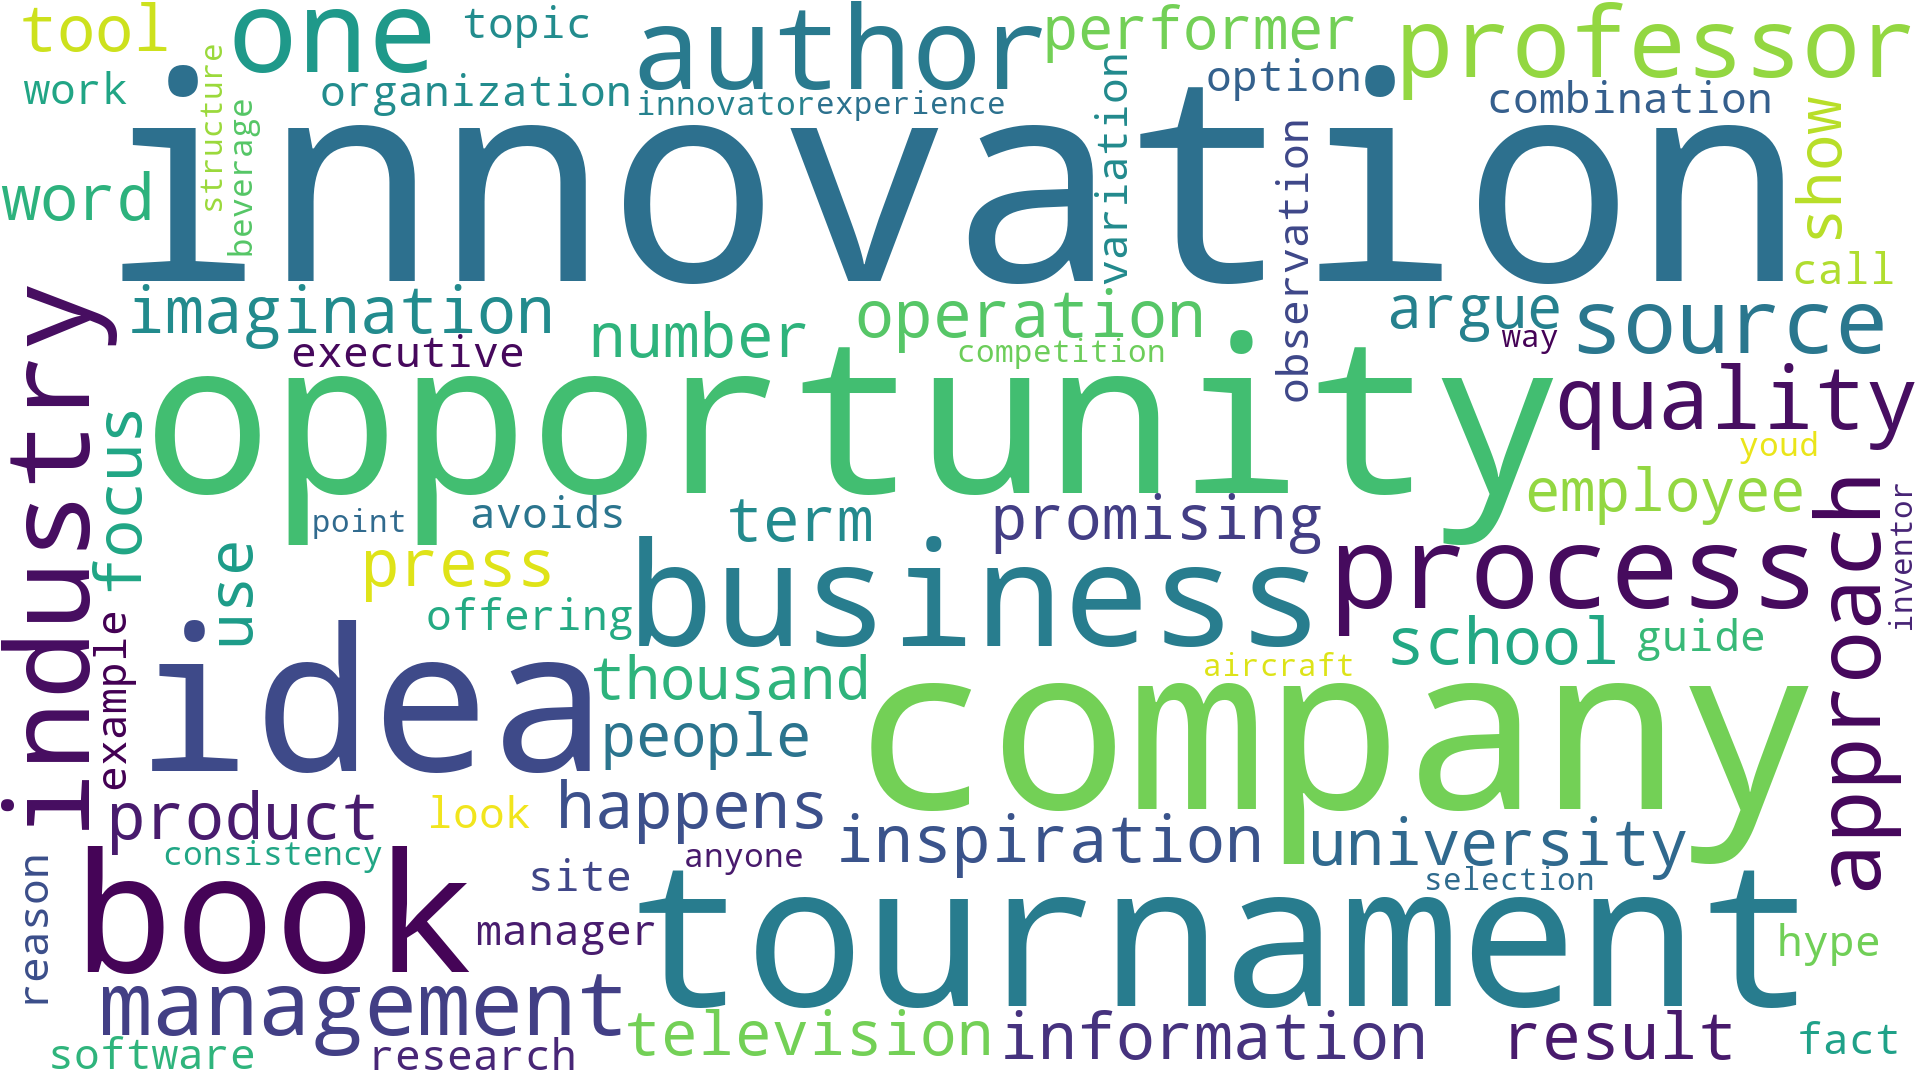 tool
one
topic
author
performer
professor
work
structure
beverage
organization
innovator
experience
variation
option
combination
show
word
innovation
observation
call
imagination
number
operation
argue
source
executive
competition
way
industry
focus
opportunity
quality
youd
employee
point
avoids
term
promising
approach
inventor
use
press
business
process
offering
school
guide
example
idea
thousand
aircraft
people
company
product
look
happens
inspiration
university
consistency
anyone
selection
reason
book
site
manager
tournament
hype
management
television
information
result
fact
software
research